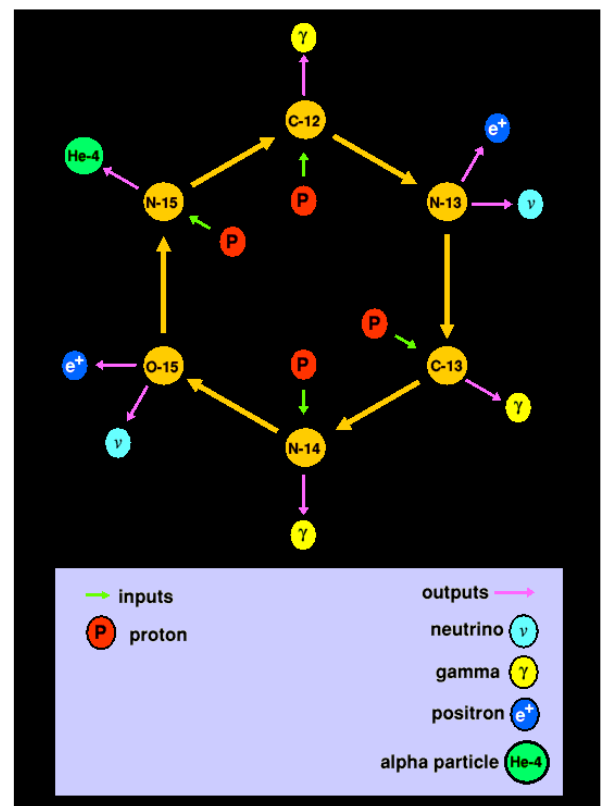 γ
C-12
e⁺
He-4
N-15
P
N-13
ν
P
P
P
e⁺
O-15
C-13
γ
ν
N-14
γ
inputs
outputs
P proton
neutrino ν
gamma γ
positron e⁺
alpha particle He-4